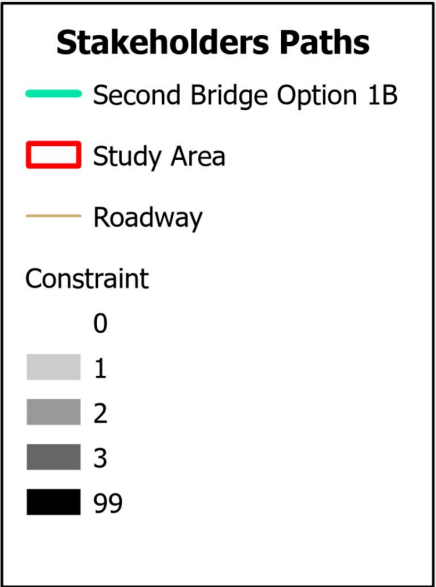 Stakeholders Paths
Second Bridge Option 1B
Study Area
Roadway
Constraint
0
1
2
3
99